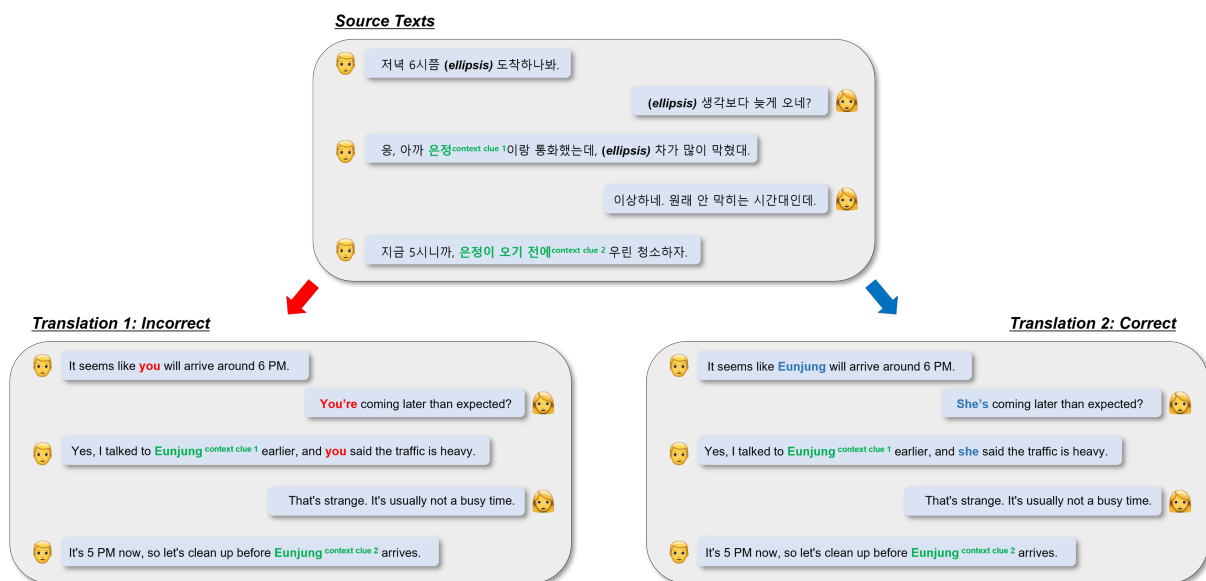 Source Texts
저녁 6시쯤 (ellipsis) 도착하나봐.
(ellipsis) 생각보다 늦게 오네?
응, 아까 은정context clue 1이랑 통화했는데, (ellipsis) 차가 많이 막혔대.
이상하네. 원래 안 막히는 시간대인데.
지금 5시니까, 은정이 오기 전에context clue 2 우린 청소하자.
Translation 1: Incorrect
It seems like you will arrive around 6 PM.
You're coming later than expected?
Yes, I talked to Eunjung context clue 1 earlier, and you said the traffic is heavy.
That's strange. It's usually not a busy time.
It's 5 PM now, so let's clean up before Eunjung context clue 2 arrives.
Translation 2: Correct
It seems like Eunjung will arrive around 6 PM.
She's coming later than expected?
Yes, I talked to Eunjung context clue 1 earlier, and she said the traffic is heavy.
That's strange. It's usually not a busy time.
It's 5 PM now, so let's clean up before Eunjung context clue 2 arrives.